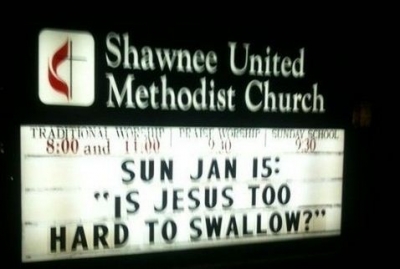 Shawnee United
Methodist Church
TRADITIONAL WORSHIP | PRAISE WORSHIP | SUNDAY SCHOOL
8:00 and 11:00 9:30 9:30
SUN JAN 15:
"IS JESUS TOO
HARD TO SWALLOW?"